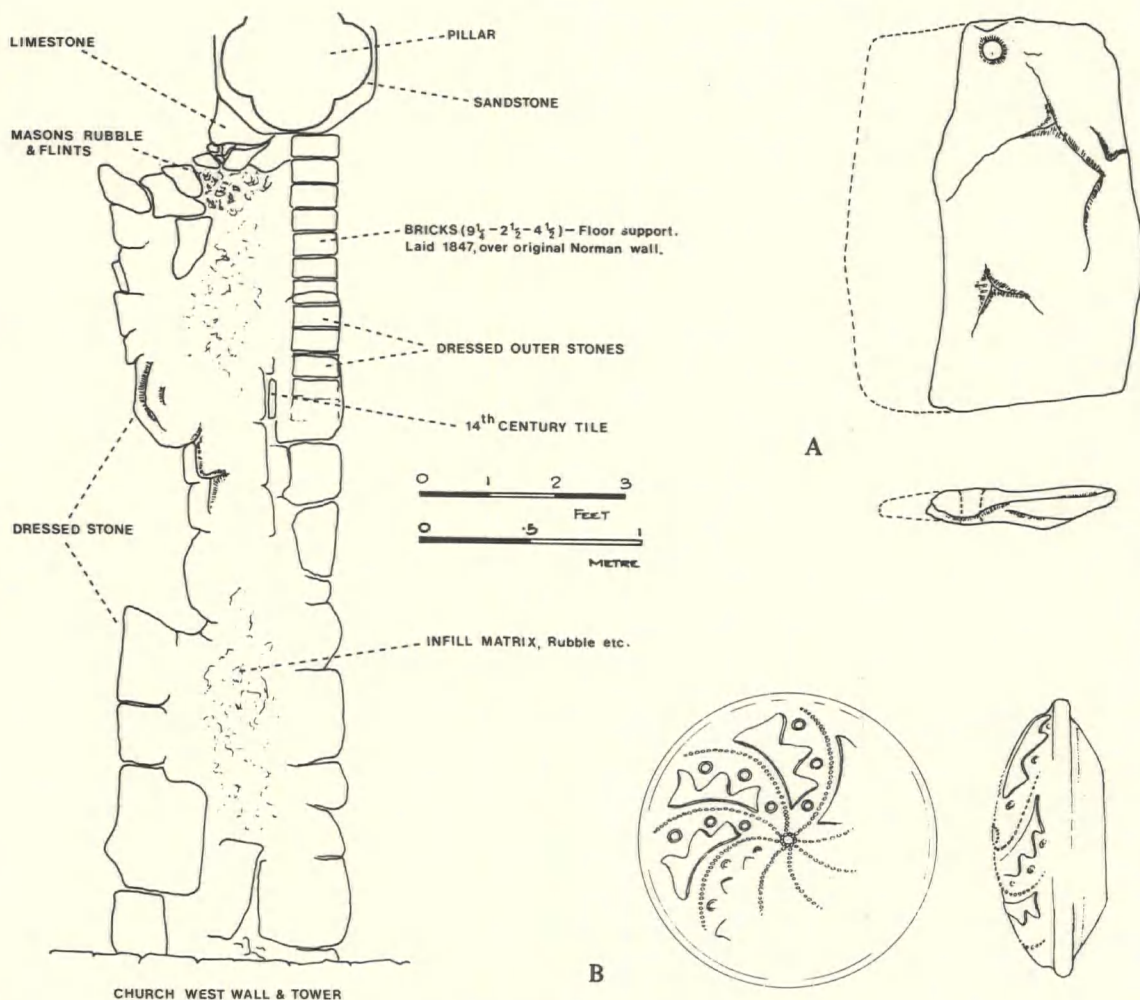 LIMESTONE
PILLAR
SANDSTONE
MASONS RUBBLE
& FLINTS
BRICKS (9¼–2½–4½) – Floor support.
Laid 1847, over original Norman wall.
DRESSED OUTER STONES
14th CENTURY TILE
0 1 2 3
FEET
0 .5 1
METRE
DRESSED STONE
INFILL MATRIX, Rubble etc.
CHURCH WEST WALL & TOWER
A
B